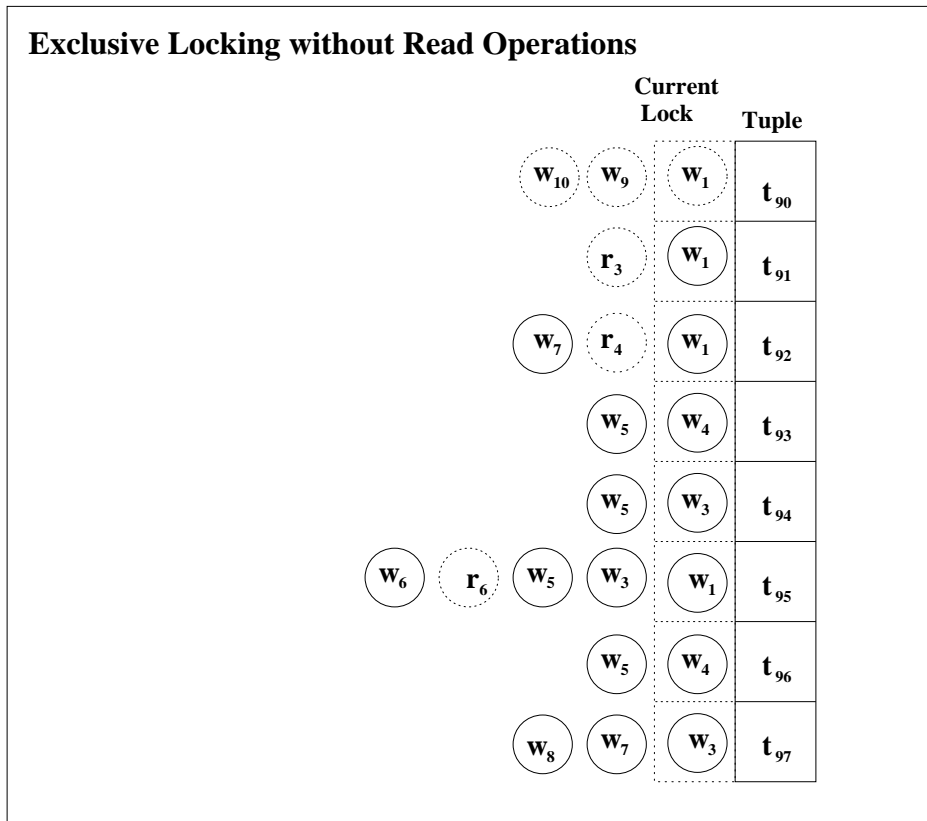 Exclusive Locking without Read Operations
Current
Lock
Tuple
w10 w9 w1 t90
r3 w1 t91
w7 r4 w1 t92
w5 w4 t93
w5 w3 t94
w6 r6 w5 w3 w1 t95
w5 w4 t96
w8 w7 w3 t97